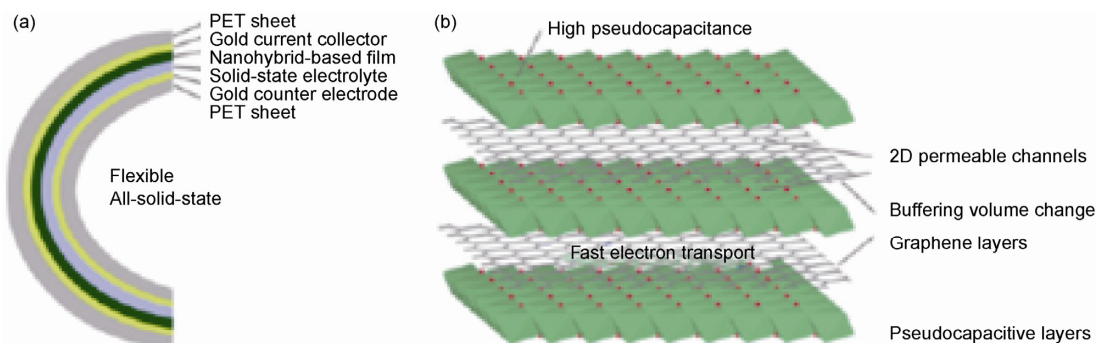 (a)
PET sheet
Gold current collector
Nanohybrid-based film
Solid-state electrolyte
Gold counter electrode
PET sheet
Flexible
All-solid-state
(b)
High pseudocapacitance
2D permeable channels
Buffering volume change
Graphene layers
Fast electron transport
Pseudocapacitive layers